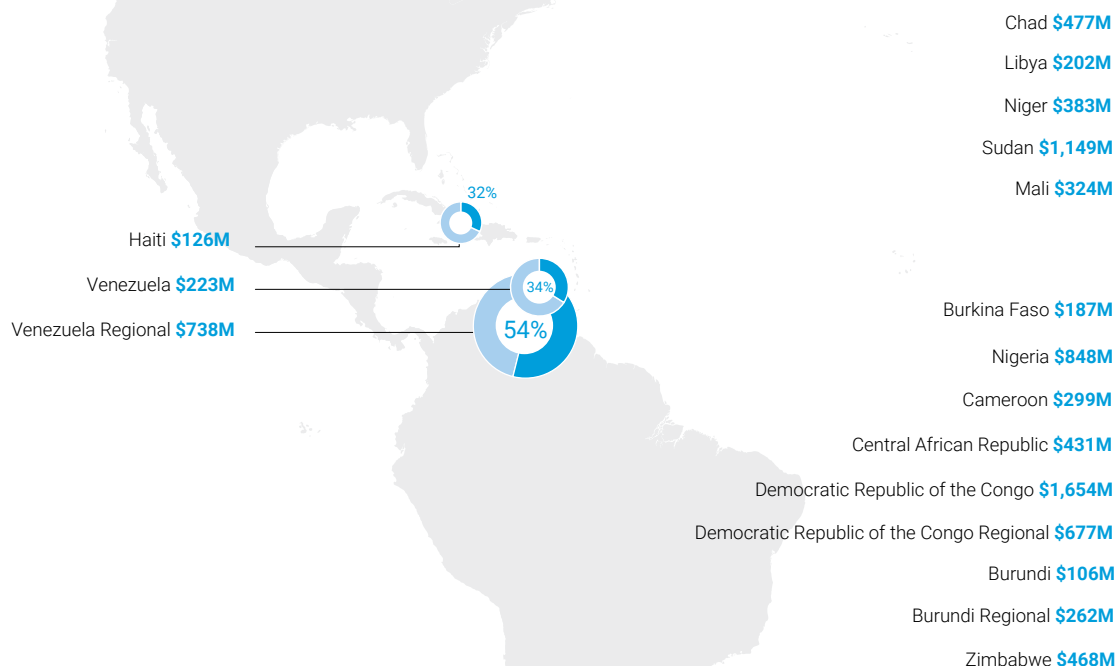 Chad $477M
Libya $202M
Niger $383M
Sudan $1,149M
Mali $324M
32%
Haiti $126M
Venezuela $223M
34%
Venezuela Regional $738M
54%
Burkina Faso $187M
Nigeria $848M
Cameroon $299M
Central African Republic $431M
Democratic Republic of the Congo $1,654M
Democratic Republic of the Congo Regional $677M
Burundi $106M
Burundi Regional $262M
Zimbabwe $468M